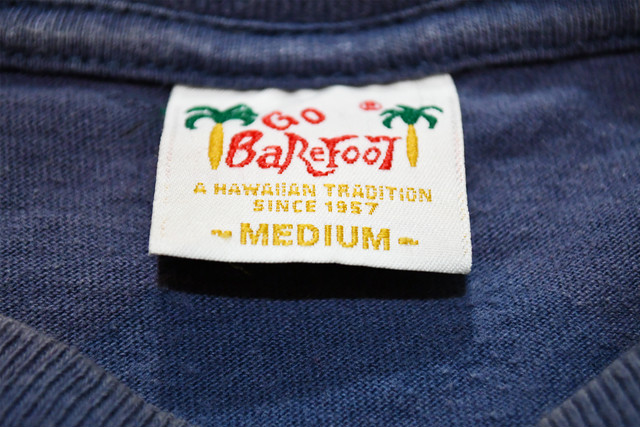 GO ®
BaReFooT
A HAWAIIAN TRADITION
SINCE 1957
~ MEDIUM ~